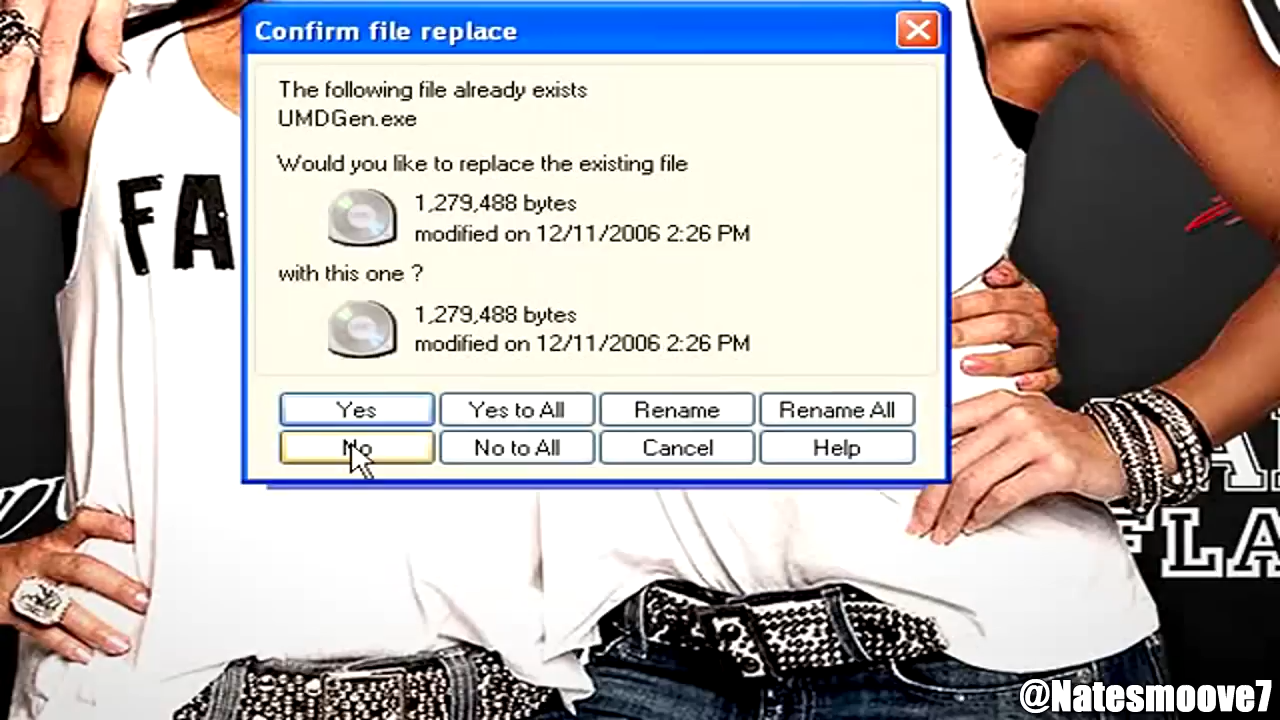 Confirm file replace
The following file already exists
UMDGen.exe
Would you like to replace the existing file
1,279,488 bytes
modified on 12/11/2006 2:26 PM
with this one ?
1,279,488 bytes
modified on 12/11/2006 2:26 PM
Yes
Yes to All
Rename
Rename All
No
No to All
Cancel
Help
FA
FLA
@Natesmoove7